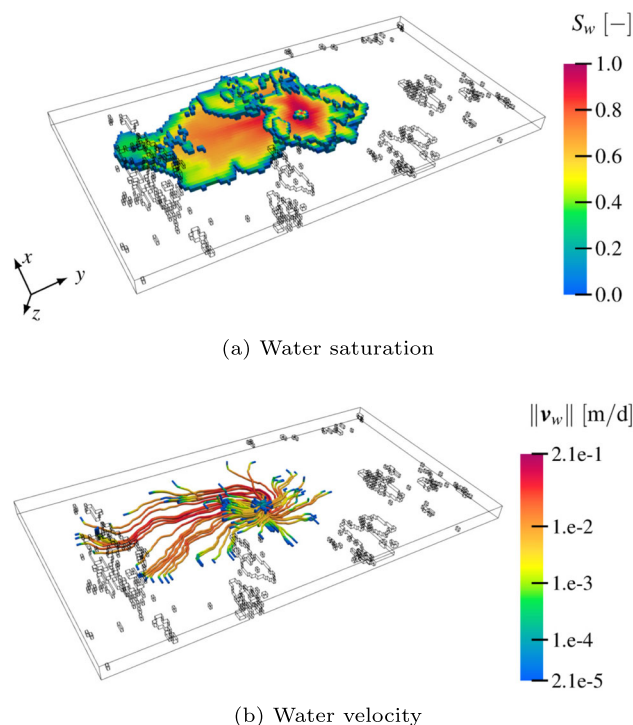 S_w [−]
1.0
0.8
0.6
0.4
0.2
0.0
x
y
z
(a) Water saturation
‖v_w‖ [m/d]
2.1e-1
1.e-2
1.e-3
1.e-4
2.1e-5
(b) Water velocity